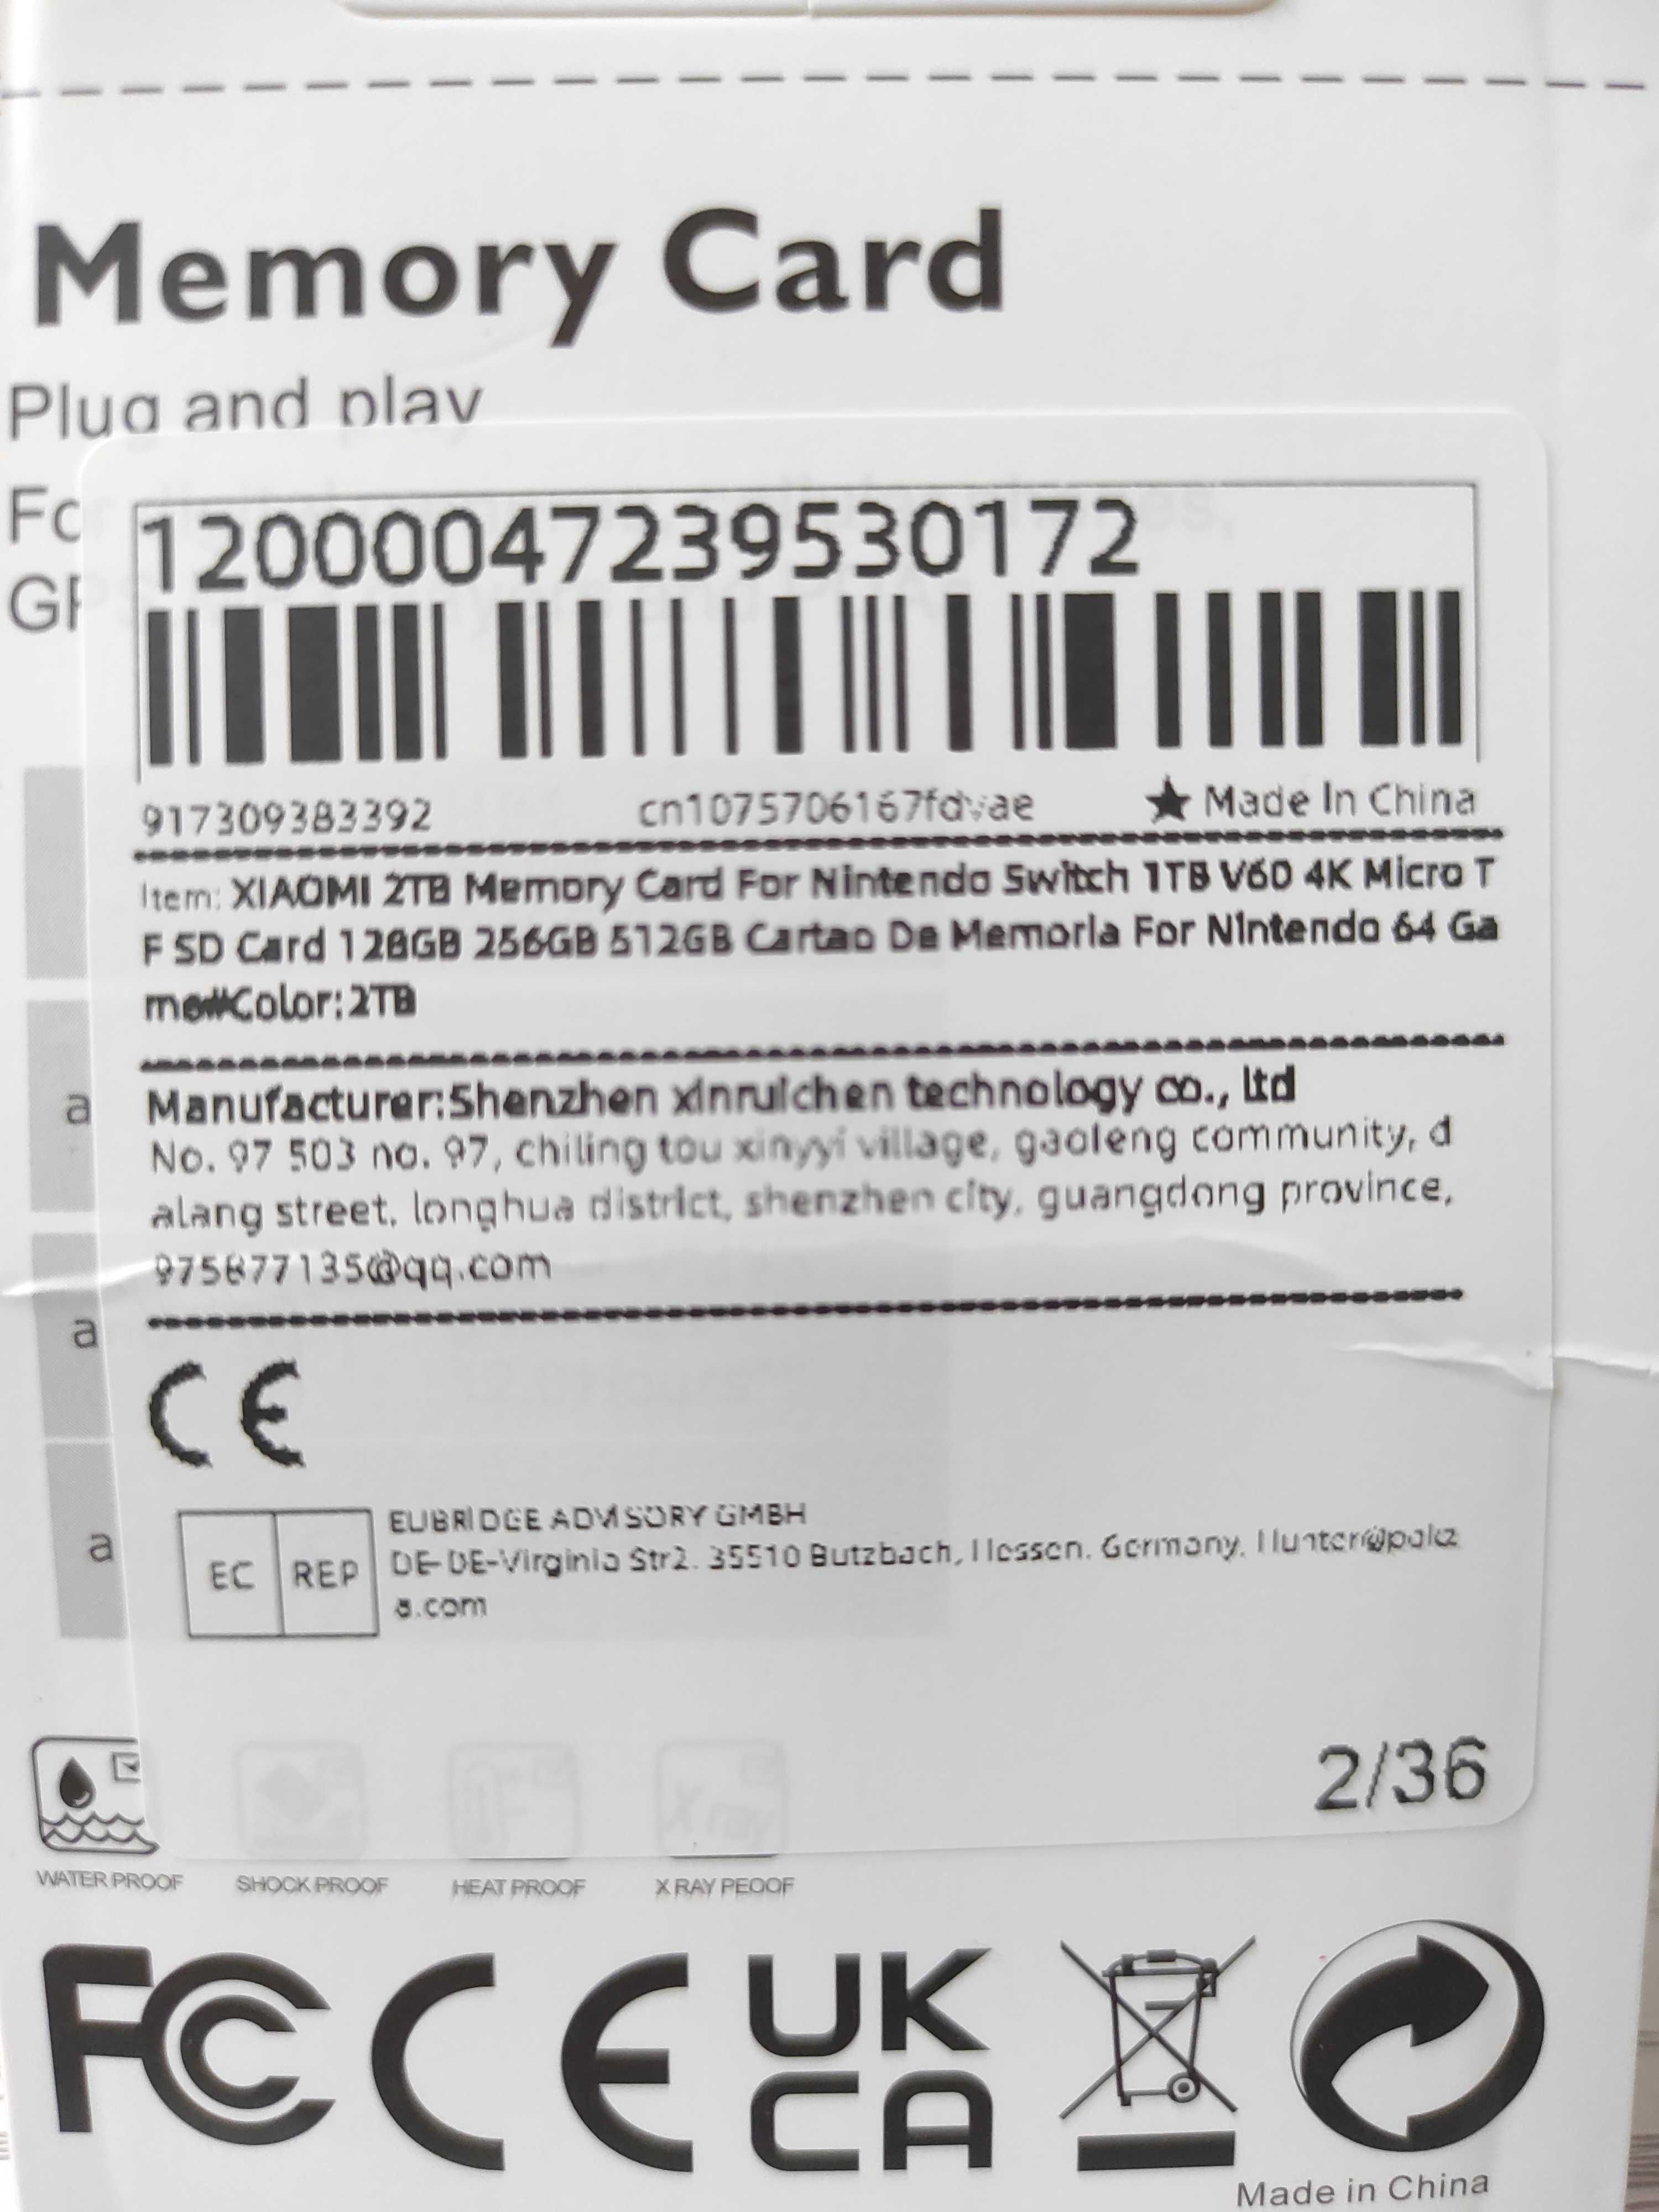 Memory Card
Plug and play
12000047239530172
917309383392 ★ Made In China
Item: XIAOMI 2TB Memory Card For Nintendo Switch 1TB V60 4K Micro T
F SD Card 128GB 256GB 512GB Cartao De Memoria For Nintendo 64 Ga
me#Color:2TB
Manufacturer:Shenzhen xinruichen technology co., ltd
No. 97 503 no. 97, chiling tou xinyyi village, gaofeng community, d
alang street, longhua district, shenzhen city, guangdong province,
975877135@qq.com
CE
EC REP
EUBRIDGE ADVISORY GMBH
DE-DE-Virginia Str2. 35510 Butzbach, Hessen. Germany.
a.com
2/36
WATER PROOF SHOCK PROOF HEAT PROOF X RAY PEOOF
X ray
FC CE UK CA
Made in China